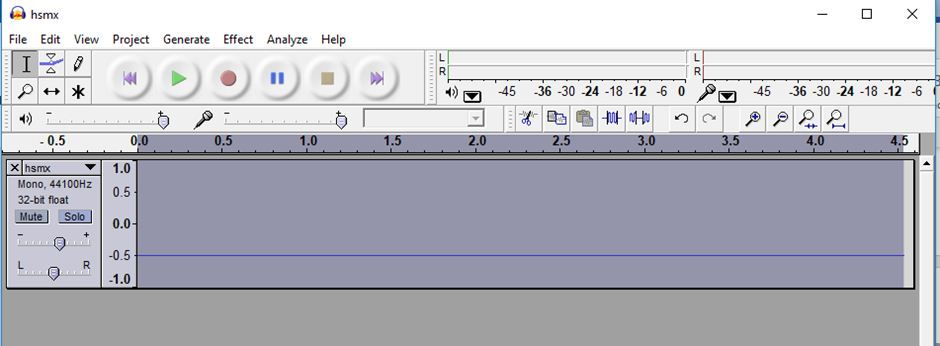 hsmx
File Edit View Project Generate Effect Analyze Help
L L
R R
-45 -36 -30 -24 -18 -12 -6 0 -45 -36 -30 -24 -18 -12 -6 0
- 0.5 0.0 0.5 1.0 1.5 2.0 2.5 3.0 3.5 4.0 4.5
hsmx
Mono, 44100Hz
32-bit float
Mute Solo
- +
L R
1.0
0.5
0.0
-0.5
-1.0